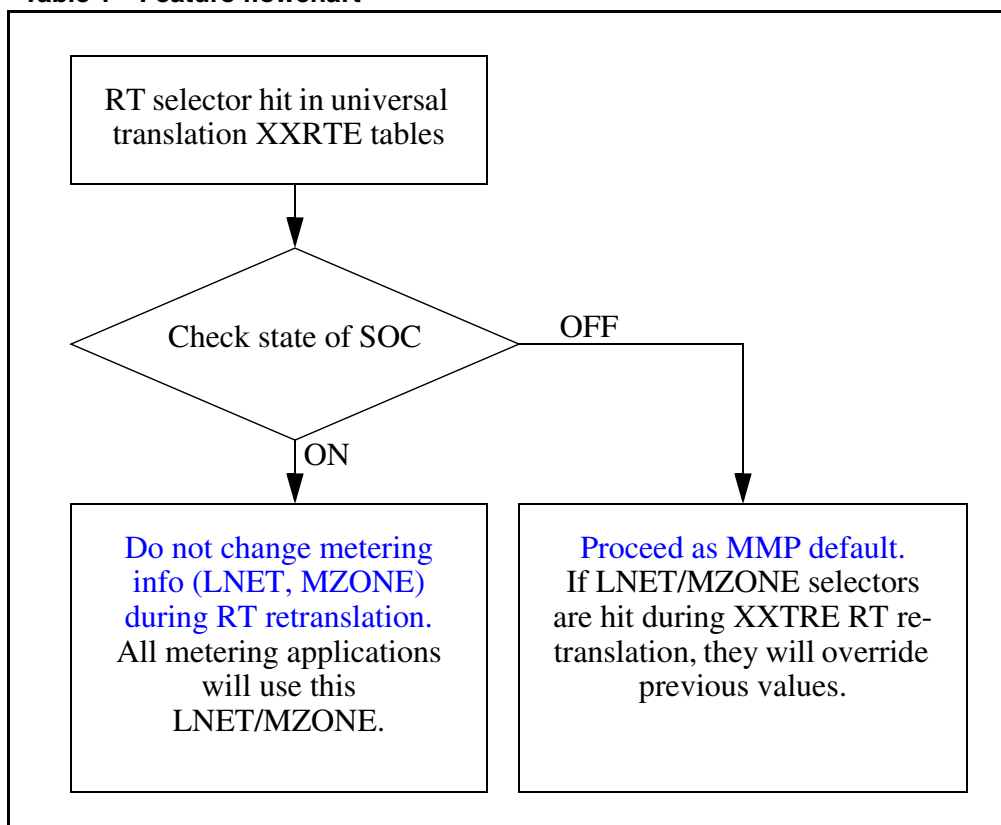 Table 1 Feature flowchart
RT selector hit in universal
translation XXRTE tables
Check state of SOC
OFF
ON
Do not change metering
info (LNET, MZONE)
during RT retranslation.
All metering applications
will use this
LNET/MZONE.
Proceed as MMP default.
If LNET/MZONE selectors
are hit during XXTRE RT re-
translation, they will override
previous values.